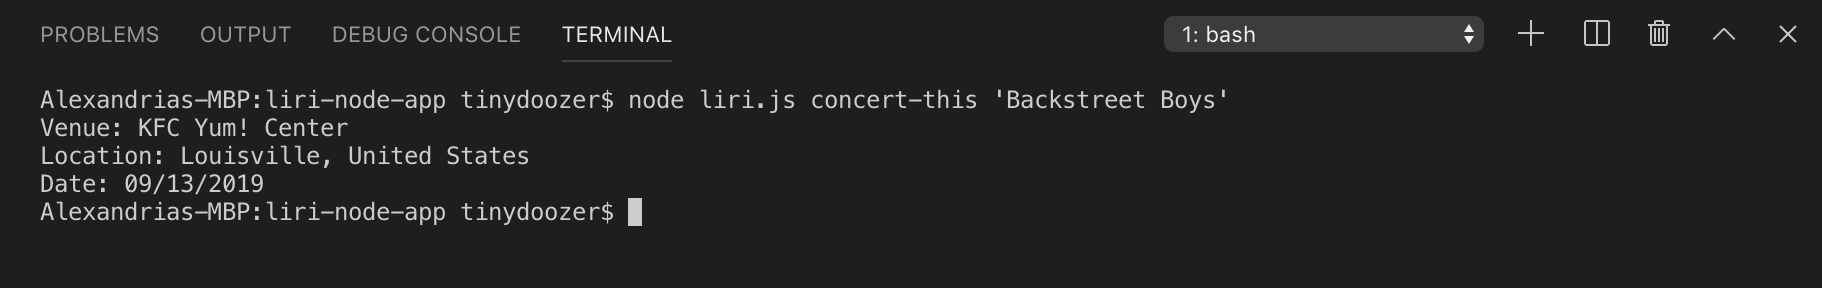 PROBLEMS OUTPUT DEBUG CONSOLE TERMINAL 1: bash
Alexandrias-MBP:liri-node-app tinydoozer$ node liri.js concert-this 'Backstreet Boys'
Venue: KFC Yum! Center
Location: Louisville, United States
Date: 09/13/2019
Alexandrias-MBP:liri-node-app tinydoozer$